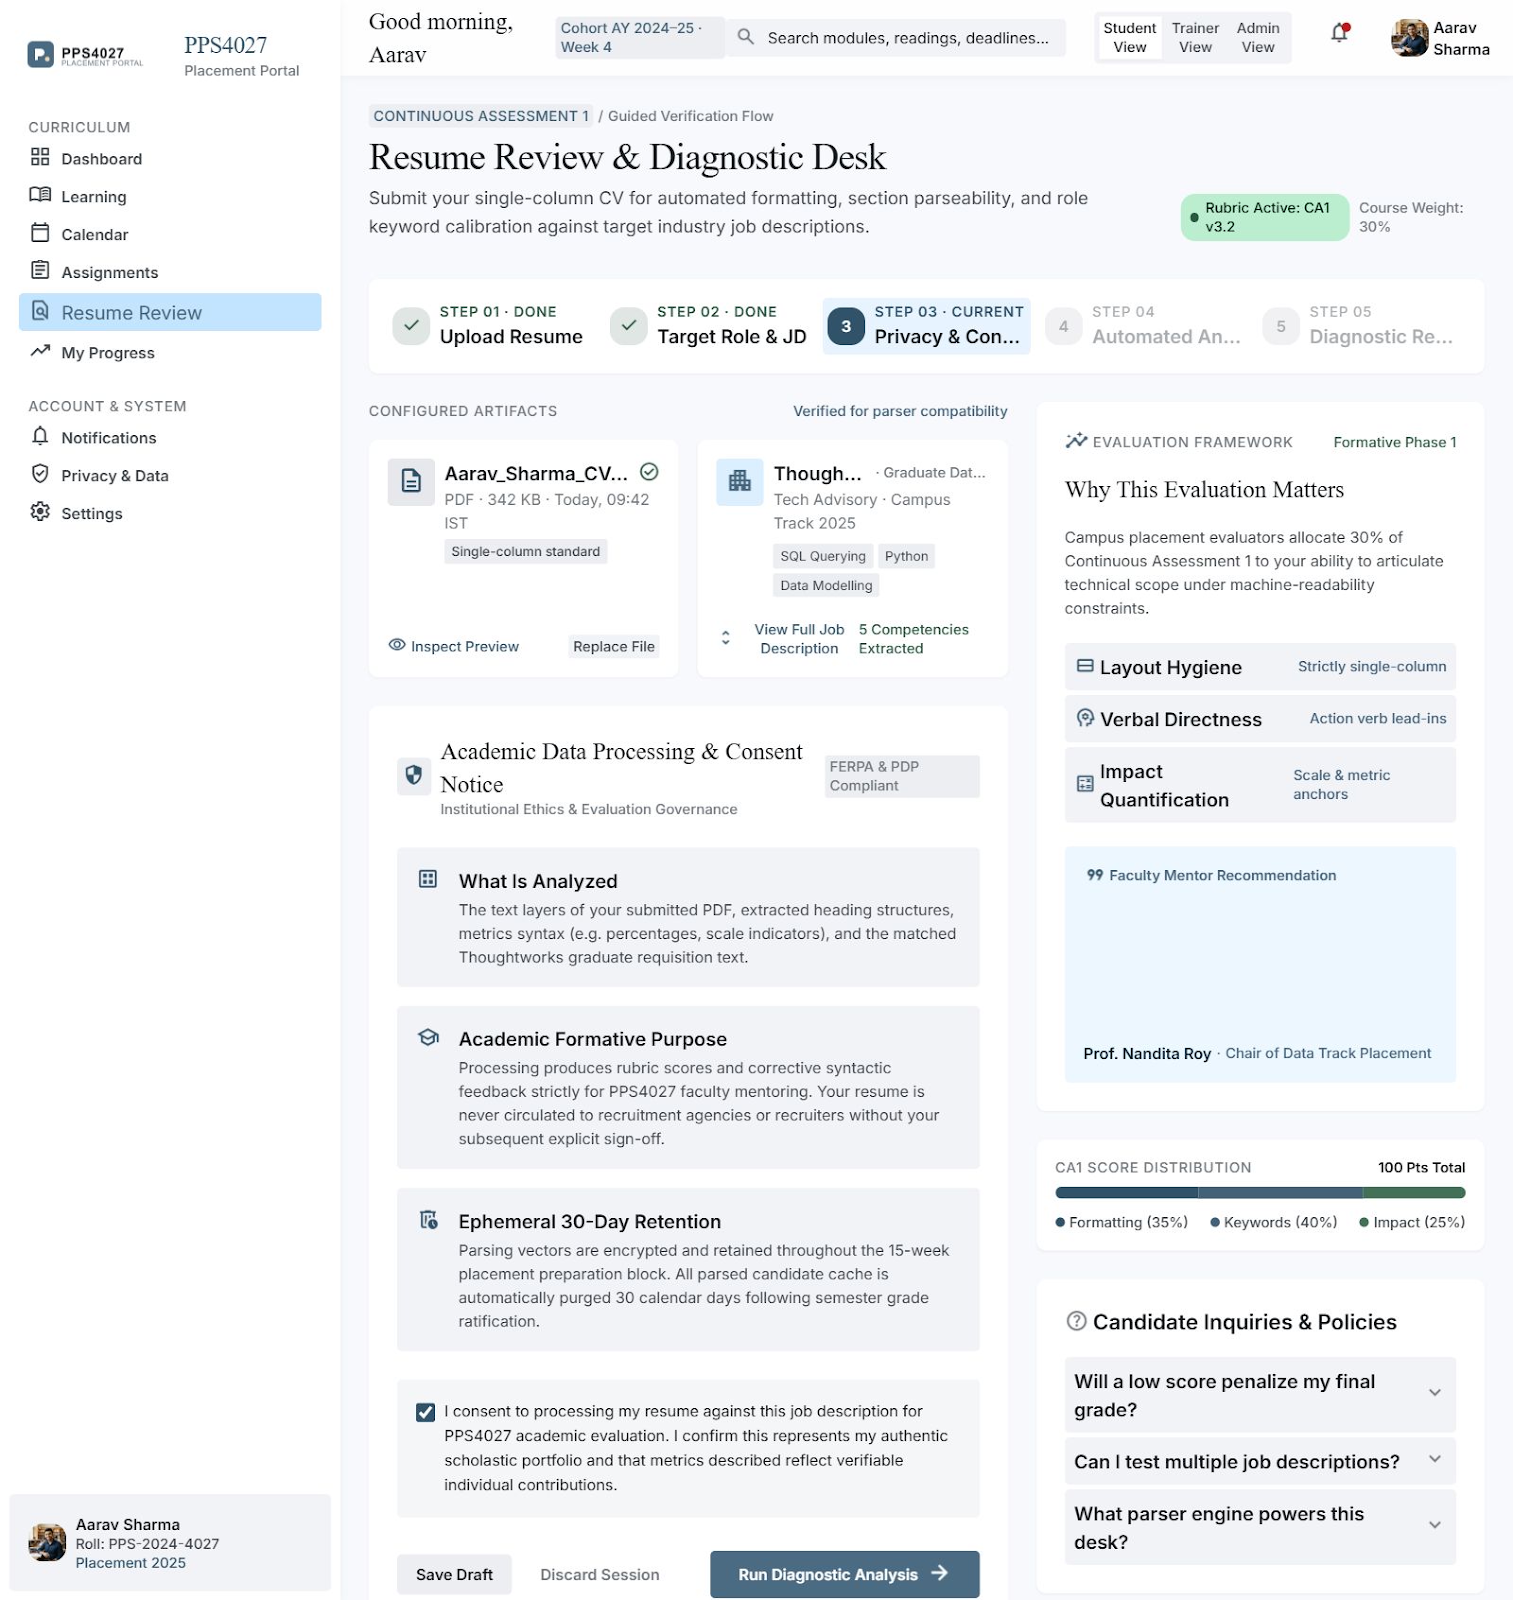 PPS4027
PLACEMENT PORTAL
PPS4027
Placement Portal
CURRICULUM
Dashboard
Learning
Calendar
Assignments
Resume Review
My Progress
ACCOUNT & SYSTEM
Notifications
Privacy & Data
Settings
Aarav Sharma
Roll: PPS-2024-4027
Placement 2025
Good morning,
Aarav
Cohort AY 2024–25 ·
Week 4
Search modules, readings, deadlines...
Student
View
Trainer
View
Admin
View
Aarav
Sharma
CONTINUOUS ASSESSMENT 1 / Guided Verification Flow
Resume Review & Diagnostic Desk
Submit your single-column CV for automated formatting, section parseability, and role
keyword calibration against target industry job descriptions.
Rubric Active: CA1
v3.2
Course Weight:
30%
STEP 01 · DONE
Upload Resume
STEP 02 · DONE
Target Role & JD
3
STEP 03 · CURRENT
Privacy & Con...
4
STEP 04
Automated An...
5
STEP 05
Diagnostic Re...
CONFIGURED ARTIFACTS
Verified for parser compatibility
Aarav_Sharma_CV...
PDF · 342 KB · Today, 09:42
IST
Single-column standard
Inspect Preview
Replace File
Though... · Graduate Dat...
Tech Advisory · Campus
Track 2025
SQL Querying
Python
Data Modelling
View Full Job
Description
5 Competencies
Extracted
Academic Data Processing & Consent
Notice
Institutional Ethics & Evaluation Governance
FERPA & PDP
Compliant
What Is Analyzed
The text layers of your submitted PDF, extracted heading structures,
metrics syntax (e.g. percentages, scale indicators), and the matched
Thoughtworks graduate requisition text.
Academic Formative Purpose
Processing produces rubric scores and corrective syntactic
feedback strictly for PPS4027 faculty mentoring. Your resume is
never circulated to recruitment agencies or recruiters without your
subsequent explicit sign-off.
Ephemeral 30-Day Retention
Parsing vectors are encrypted and retained throughout the 15-week
placement preparation block. All parsed candidate cache is
automatically purged 30 calendar days following semester grade
ratification.
I consent to processing my resume against this job description for
PPS4027 academic evaluation. I confirm this represents my authentic
scholastic portfolio and that metrics described reflect verifiable
individual contributions.
Save Draft
Discard Session
Run Diagnostic Analysis
EVALUATION FRAMEWORK
Formative Phase 1
Why This Evaluation Matters
Campus placement evaluators allocate 30% of
Continuous Assessment 1 to your ability to articulate
technical scope under machine-readability
constraints.
Layout Hygiene
Strictly single-column
Verbal Directness
Action verb lead-ins
Impact
Quantification
Scale & metric
anchors
Faculty Mentor Recommendation
Prof. Nandita Roy · Chair of Data Track Placement
CA1 SCORE DISTRIBUTION
100 Pts Total
Formatting (35%)
Keywords (40%)
Impact (25%)
Candidate Inquiries & Policies
Will a low score penalize my final
grade?
Can I test multiple job descriptions?
What parser engine powers this
desk?